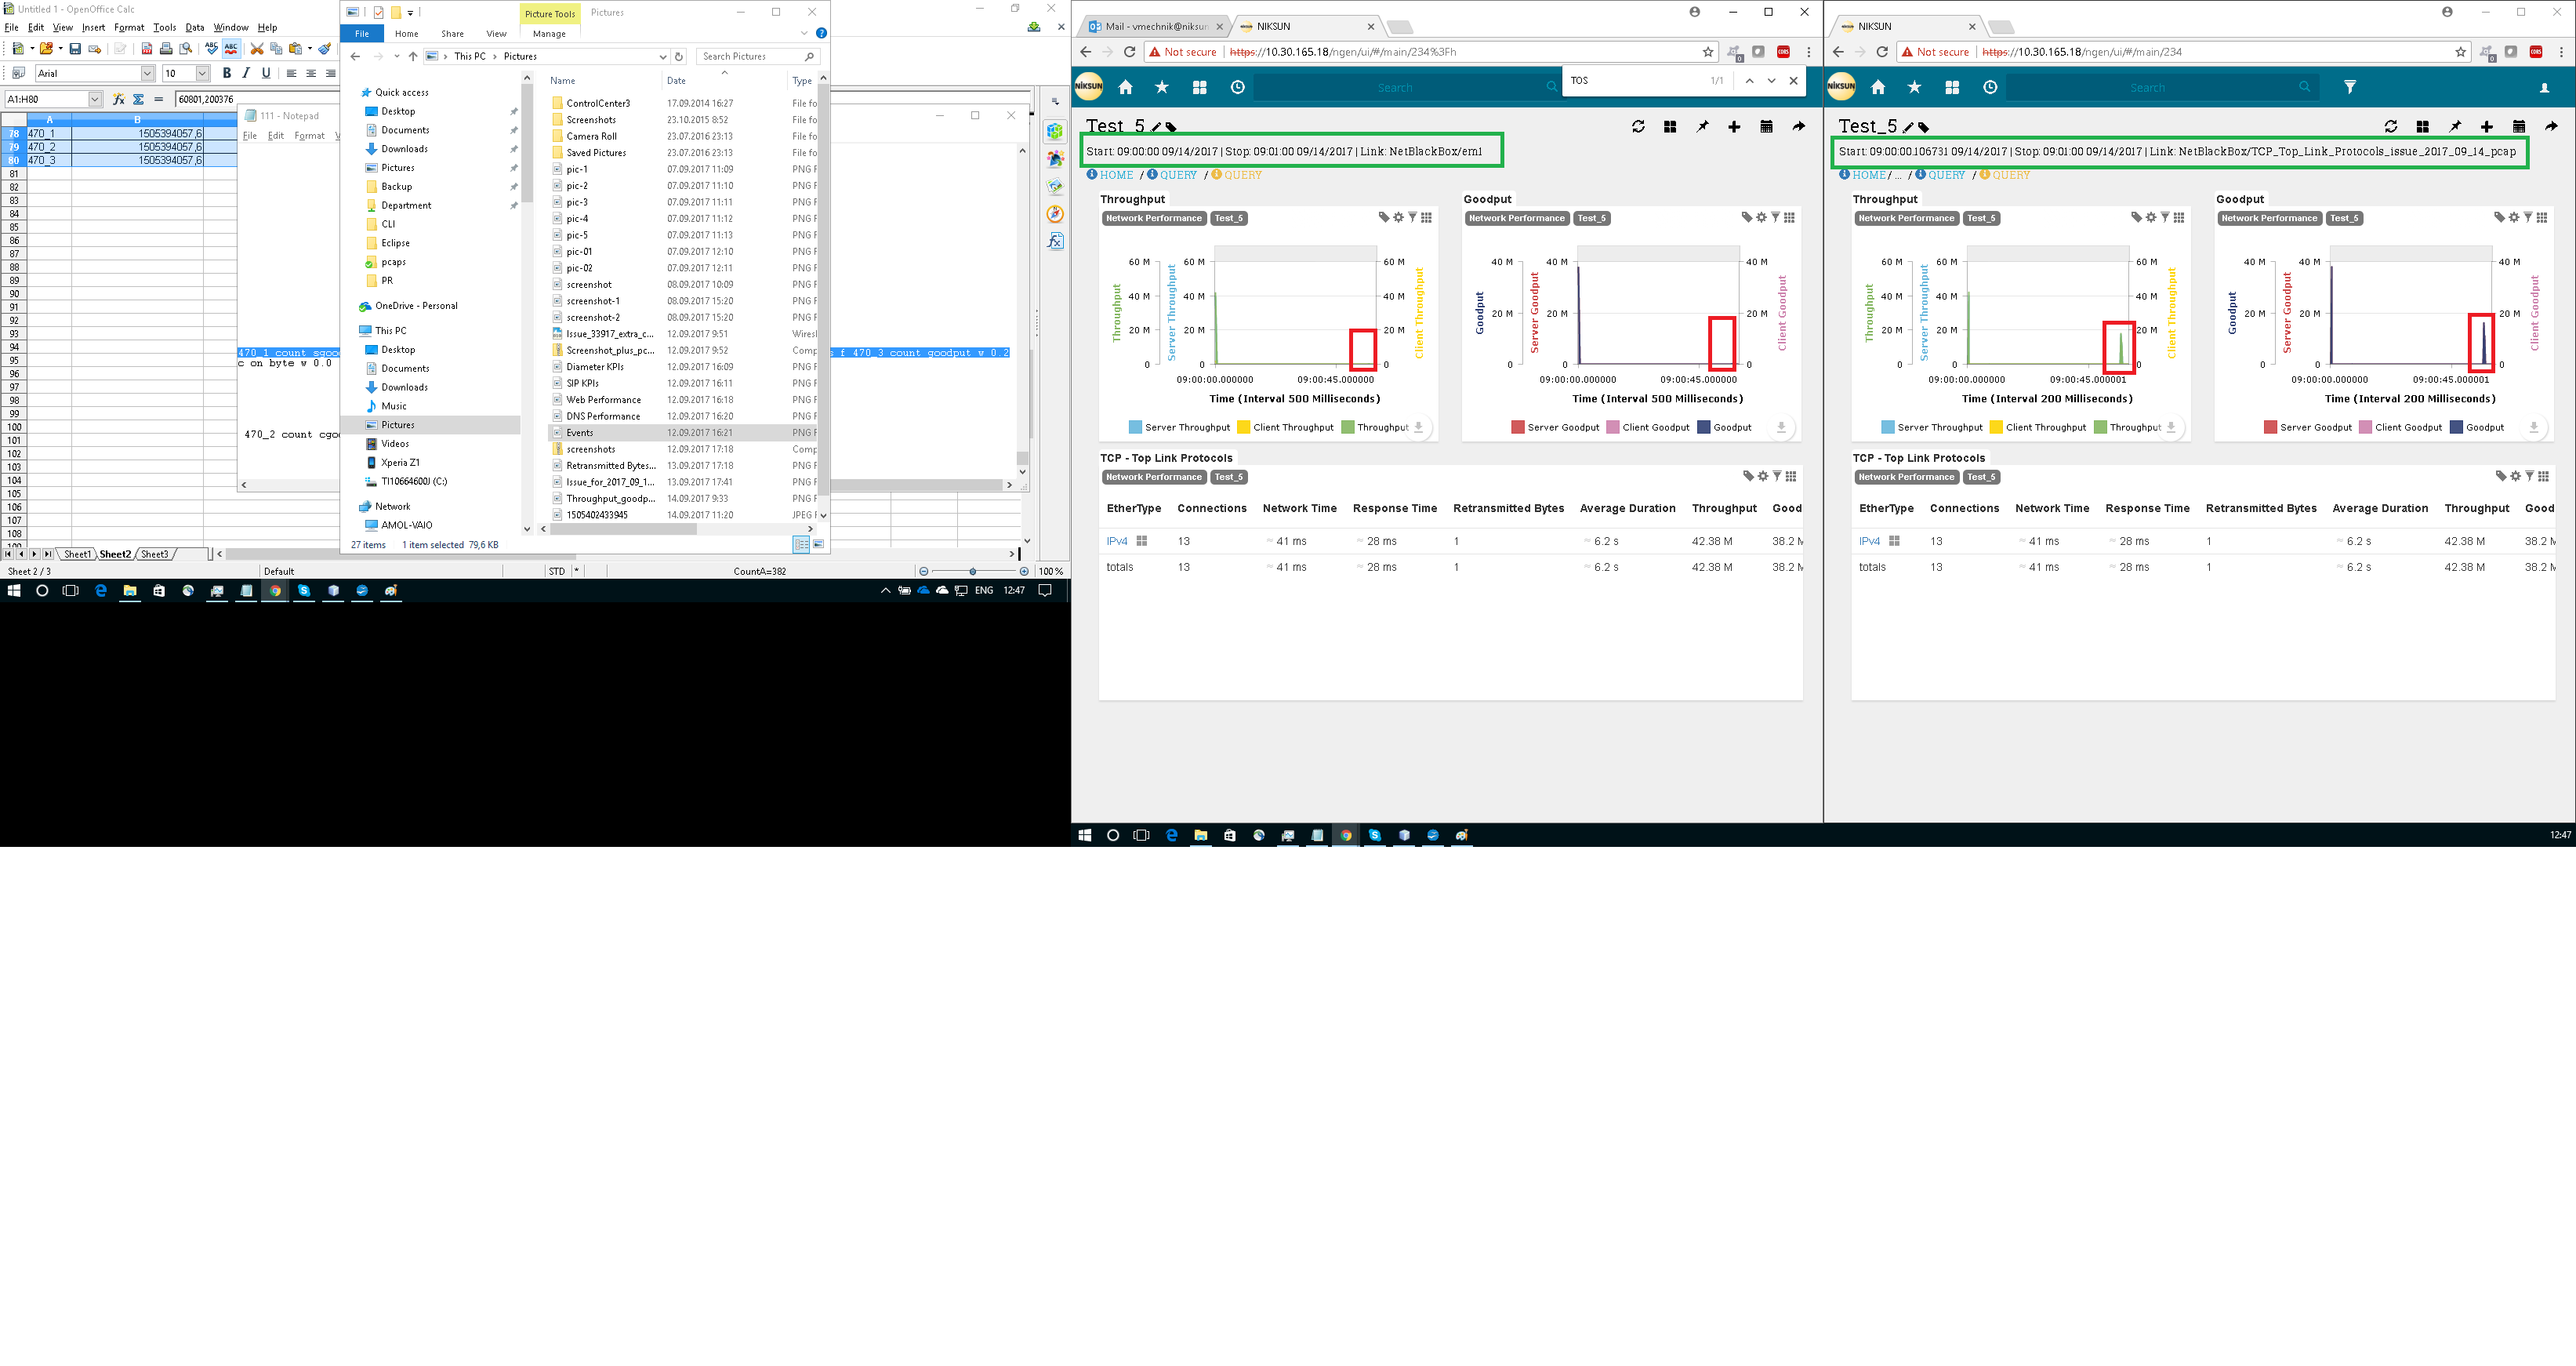 Untitled 1 - OpenOffice Calc
File Edit View Insert Format Tools Data Window Help
Arial 10 B I U
A1:H80 60801,200376
A B
78 470_1 1505394057,6
79 470_2 1505394057,6
80 470_3 1505394057,6
81
82
83
84
85
86
87
88
89
90
91
92
93
94
95
96
97
98
99
100
101
102
103
104
105
106
107
108
Sheet1 Sheet2 Sheet3
Sheet 2 / 3 Default STD * CountA=382 100 %
111 - Notepad
File Edit Format
470_1 count sgoo
s f 470_3 count goodput v 0.2
c on byte v 0.0
470_2 count cgo
Picture Tools Pictures
File Home Share View Manage
This PC Pictures Search Pictures
Quick access
Desktop
Documents
Downloads
Pictures
Backup
Department
CLI
Eclipse
pcaps
PR
OneDrive - Personal
This PC
Desktop
Documents
Downloads
Music
Pictures
Videos
Xperia Z1
TI10664600J (C:)
Network
AMOL-VAIO
Name Date Type
ControlCenter3 17.09.2014 16:27 File fo
Screenshots 23.10.2015 8:52 File fo
Camera Roll 23.07.2016 23:13 File fo
Saved Pictures 23.07.2016 23:13 File fo
pic-1 07.09.2017 11:09 PNG F
pic-2 07.09.2017 11:10 PNG F
pic-3 07.09.2017 11:11 PNG F
pic-4 07.09.2017 11:12 PNG F
pic-5 07.09.2017 11:13 PNG F
pic-01 07.09.2017 12:10 PNG F
pic-02 07.09.2017 12:11 PNG F
screenshot 08.09.2017 10:09 PNG F
screenshot-1 08.09.2017 15:20 PNG F
screenshot-2 08.09.2017 15:20 PNG F
Issue_33917_extra_c... 12.09.2017 9:51 Wiresl
Screenshot_plus_pc... 12.09.2017 9:52 Comp
Diameter KPIs 12.09.2017 16:09 PNG F
SIP KPIs 12.09.2017 16:11 PNG F
Web Performance 12.09.2017 16:18 PNG F
DNS Performance 12.09.2017 16:20 PNG F
Events 12.09.2017 16:21 PNG F
screenshots 12.09.2017 17:18 Comp
Retransmitted Bytes... 13.09.2017 17:18 PNG F
Issue_for_2017_09_1... 13.09.2017 17:41 PNG F
Throughput_goodp... 14.09.2017 9:33 PNG F
1505402433945 14.09.2017 11:20 JPEG F
27 items 1 item selected 79,6 KB
ENG 12:47
Mail - vmechnik@niksun NIKSUN
Not secure https://10.30.165.18/ngen/ui/#/main/234%3Fh
TOS 1/1
NIKSUN Search
Test_5
Start: 09:00:00 09/14/2017 | Stop: 09:01:00 09/14/2017 | Link: NetBlackBox/em1
HOME / QUERY / QUERY
Throughput
Network Performance Test_5
60 M 60 M 60 M
40 M 40 M 40 M
20 M 20 M 20 M
0 0 0
Throughput
Server Throughput
Client Throughput
09:00:00.000000 09:00:45.000000
Time (Interval 500 Milliseconds)
Server Throughput Client Throughput Throughput
Goodput
Network Performance Test_5
40 M 40 M 40 M
20 M 20 M 20 M
0 0 0
Goodput
Server Goodput
Client Goodput
09:00:00.000000 09:00:45.000000
Time (Interval 500 Milliseconds)
Server Goodput Client Goodput Goodput
TCP - Top Link Protocols
Network Performance Test_5
EtherType Connections Network Time Response Time Retransmitted Bytes Average Duration Throughput Good
IPv4 13 ~ 41 ms ~ 28 ms 1 ~ 6.2 s 42.38 M 38.2 M
totals 13 ~ 41 ms ~ 28 ms 1 ~ 6.2 s 42.38 M 38.2 M
NIKSUN
Not secure https://10.30.165.18/ngen/ui/#/main/234
NIKSUN Search
Test_5
Start: 09:00:00.106731 09/14/2017 | Stop: 09:01:00 09/14/2017 | Link: NetBlackBox/TCP_Top_Link_Protocols_issue_2017_09_14_pcap
HOME / ... / QUERY / QUERY
Throughput
Network Performance Test_5
60 M 60 M 60 M
40 M 40 M 40 M
20 M 20 M 20 M
0 0 0
Throughput
Server Throughput
Client Throughput
09:00:00.000000 09:00:45.000001
Time (Interval 200 Milliseconds)
Server Throughput Client Throughput Throughput
Goodput
Network Performance Test_5
40 M 40 M 40 M
20 M 20 M 20 M
0 0 0
Goodput
Server Goodput
Client Goodput
09:00:00.000000 09:00:45.000001
Time (Interval 200 Milliseconds)
Server Goodput Client Goodput Goodput
TCP - Top Link Protocols
Network Performance Test_5
EtherType Connections Network Time Response Time Retransmitted Bytes Average Duration Throughput Good
IPv4 13 ~ 41 ms ~ 28 ms 1 ~ 6.2 s 42.38 M 38.2 M
totals 13 ~ 41 ms ~ 28 ms 1 ~ 6.2 s 42.38 M 38.2 M
12:47